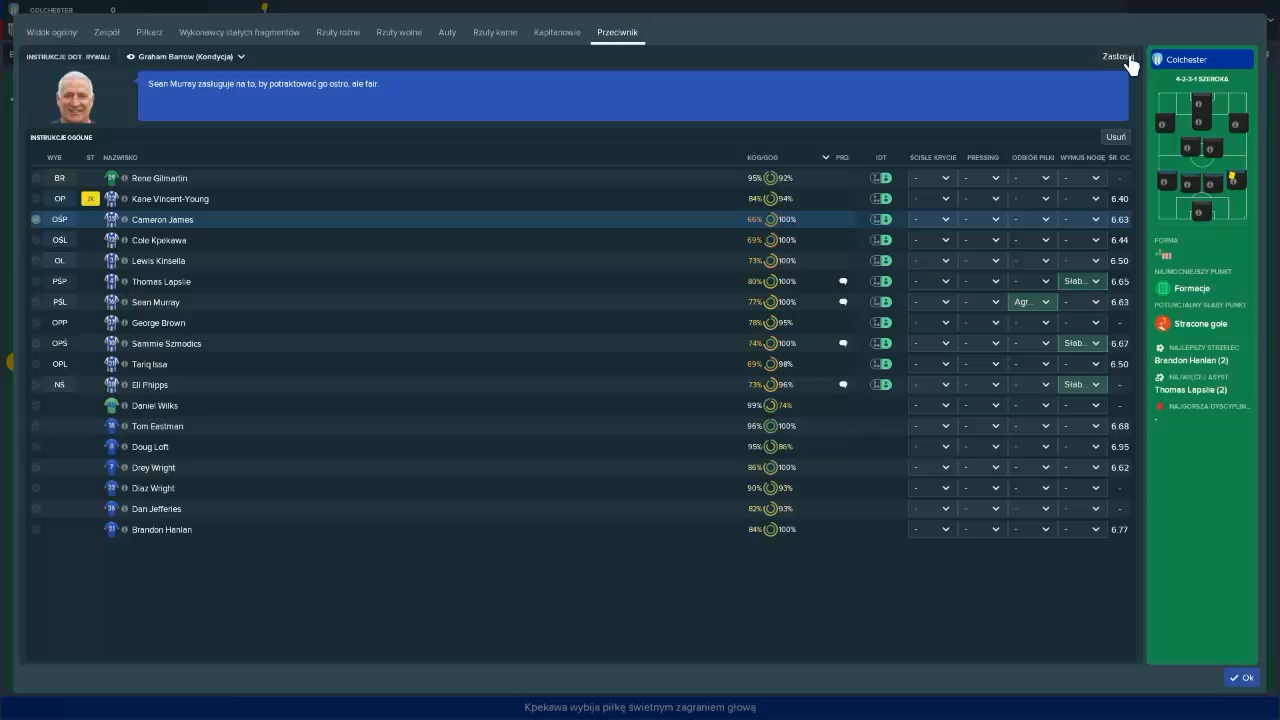 COLCHESTER 0
Widok ogólny Zespół Piłkarz Wykonawcy stałych fragmentów Rzuty rożne Rzuty wolne Auty Rzuty karne Kapitanowie Przeciwnik
INSTRUKCJE DOT. RYWALI Graham Barrow (Kondycja) Zastosuj
Sean Murray zasługuje na to, by potraktować go ostro, ale fair.
INSTRUKCJE OGÓLNE Usuń
WYB ST NAZWISKO KOG/GOG PRD. IDT ŚCISŁE KRYCIE PRESSING ODBIÓR PIŁKI WYMUŚ NOGĘ ŚR. OC.
BR Rene Gilmartin 95% 92% - - - - -
OP ŻK Kane Vincent-Young 84% 94% - - - - 6.40
OŚP Cameron James 66% 100% - - - - 6.63
OŚL Cole Kpekawa 69% 100% - - - - 6.44
OL Lewis Kinsella 73% 100% - - - - 6.50
PŚP Thomas Lapslie 80% 100% - - - Słab... 6.65
PŚL Sean Murray 77% 100% - - Agr... - 6.63
OPP George Brown 78% 95% - - - - -
OPŚ Sammie Szmodics 74% 100% - - - Słab... 6.67
OPL Tariq Issa 69% 98% - - - - 6.50
NŚ Eli Phipps 73% 96% - - - Słab... -
Daniel Wilks 99% 74% - - - - -
18 Tom Eastman 96% 100% - - - - 6.68
Doug Loft 95% 86% - - - - 6.95
7 Drey Wright 86% 100% - - - - 6.62
Diaz Wright 90% 93% - - - - -
Dan Jefferies 82% 93% - - - - -
Brandon Hanlan 84% 100% - - - - 6.77
Colchester
4-2-3-1 SZEROKA
FORMA
NAJMOCNIEJSZY PUNKT
Formacje
POTENCJALNY SŁABY PUNKT
Stracone gole
NAJLEPSZY STRZELEC
Brandon Hanlan (2)
NAJWIĘCEJ ASYST
Thomas Lapslie (2)
NAJGORSZA DYSCYPLIN...
-
Ok
Kpekawa wybija piłkę świetnym zagraniem głową